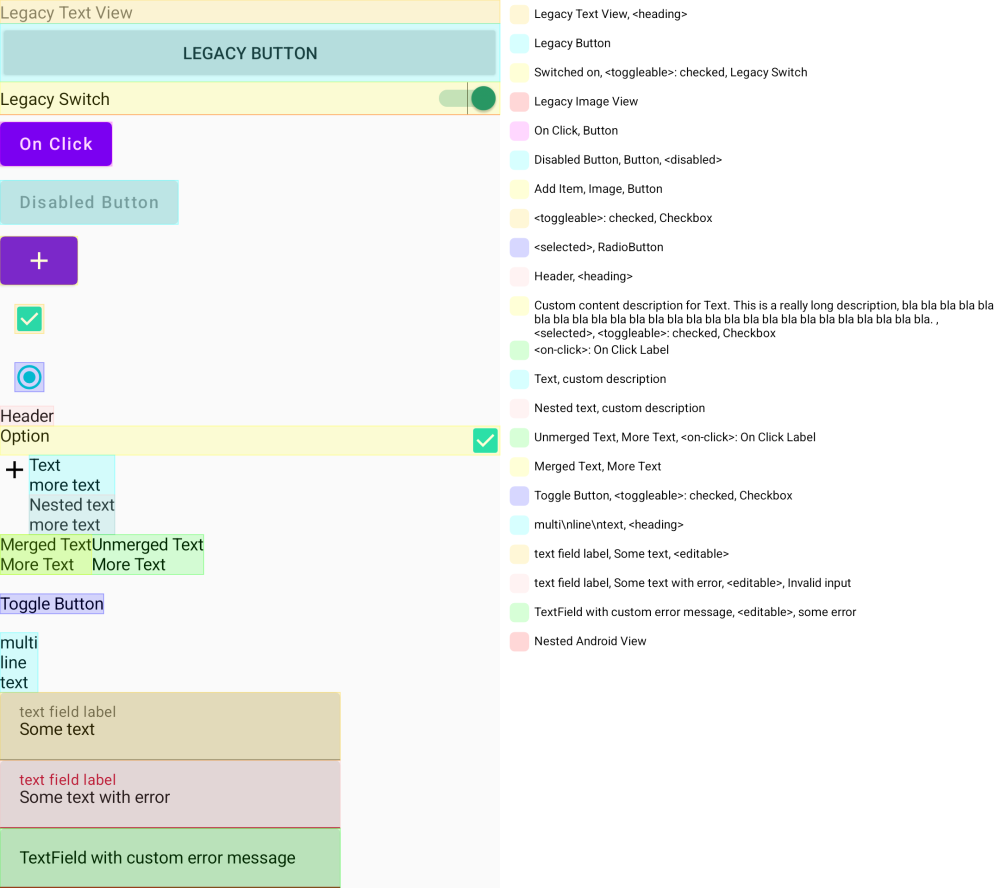 Legacy Text View
LEGACY BUTTON
Legacy Switch
On Click
Disabled Button
Header
Option
Text
more text
Nested text
more text
Merged Text
More Text
Unmerged Text
More Text
Toggle Button
multi
line
text
text field label
Some text
text field label
Some text with error
TextField with custom error message
Legacy Text View, <heading>
Legacy Button
Switched on, <toggleable>: checked, Legacy Switch
Legacy Image View
On Click, Button
Disabled Button, Button, <disabled>
Add Item, Image, Button
<toggleable>: checked, Checkbox
<selected>, RadioButton
Header, <heading>
Custom content description for Text. This is a really long description, bla bla bla bla bla
bla bla bla bla bla bla bla bla bla bla bla bla bla bla bla bla bla bla bla bla bla. ,
<selected>, <toggleable>: checked, Checkbox
<on-click>: On Click Label
Text, custom description
Nested text, custom description
Unmerged Text, More Text, <on-click>: On Click Label
Merged Text, More Text
Toggle Button, <toggleable>: checked, Checkbox
multi\nline\ntext, <heading>
text field label, Some text, <editable>
text field label, Some text with error, <editable>, Invalid input
TextField with custom error message, <editable>, some error
Nested Android View